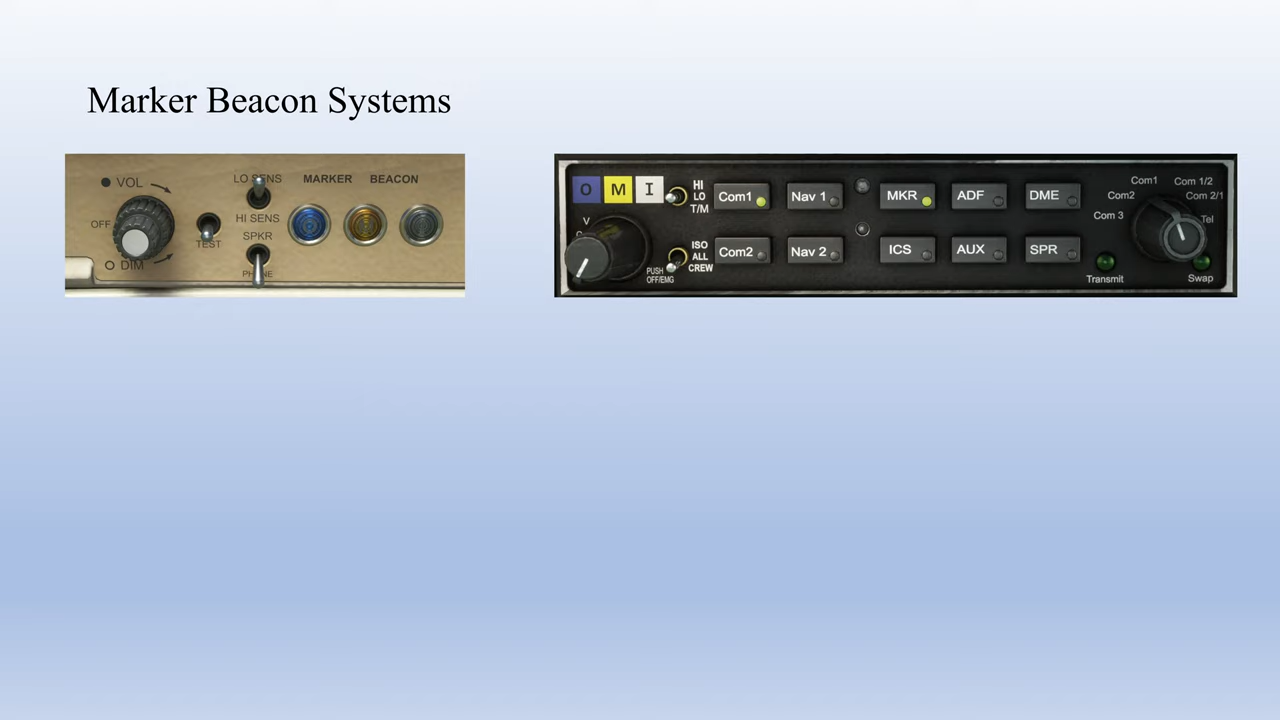 Marker Beacon Systems
VOL
OFF
DIM
TEST
LO SENS
HI SENS
SPKR
PHONE
MARKER BEACON
O M I
HI
LO
T/M
V
ISO
ALL
CREW
PUSH
OFF/EMG
Com1 Nav 1 MKR ADF DME
Com2 Nav 2 ICS AUX SPR
Com1 Com 1/2
Com2 Com 2/1
Com 3 Tel
Transmit Swap